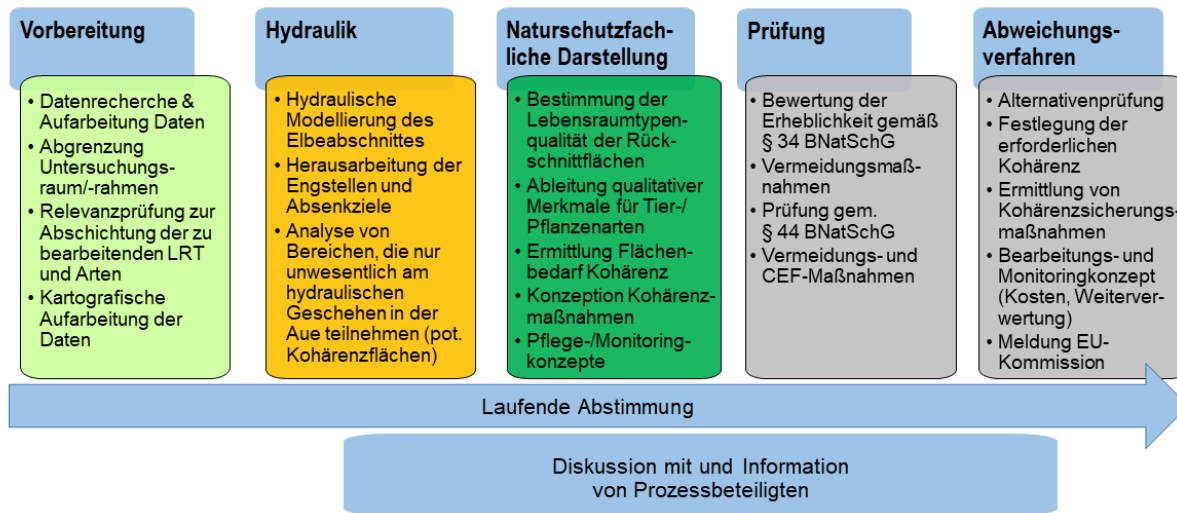 Vorbereitung
• Datenrecherche &
Aufarbeitung Daten
• Abgrenzung
Untersuchungs-
raum/-rahmen
• Relevanzprüfung zur
Abschichtung der zu
bearbeitenden LRT
und Arten
• Kartografische
Aufarbeitung der
Daten
Hydraulik
• Hydraulische
Modellierung des
Elbeabschnittes
• Herausarbeitung der
Engstellen und
Absenkziele
• Analyse von
Bereichen, die nur
unwesentlich am
hydraulischen
Geschehen in der
Aue teilnehmen (pot.
Kohärenzflächen)
Naturschutzfach-
liche Darstellung
• Bestimmung der
Lebensraumtypen-
qualität der Rück-
schnittflächen
• Ableitung qualitativer
Merkmale für Tier-/
Pflanzenarten
• Ermittlung Flächen-
bedarf Kohärenz
• Konzeption Kohärenz-
maßnahmen
• Pflege-/Monitoring-
konzepte
Prüfung
• Bewertung der
Erheblichkeit gemäß
§ 34 BNatSchG
• Vermeidungsmaß-
nahmen
• Prüfung gem.
§ 44 BNatSchG
• Vermeidungs- und
CEF-Maßnahmen
Abweichungs-
verfahren
• Alternativenprüfung
• Festlegung der
erforderlichen
Kohärenz
• Ermittlung von
Kohärenzsicherungs-
maßnahmen
• Bearbeitungs- und
Monitoringkonzept
(Kosten, Weiterver-
wertung)
• Meldung EU-
Kommission
Laufende Abstimmung
Diskussion mit und Information
von Prozessbeteiligten